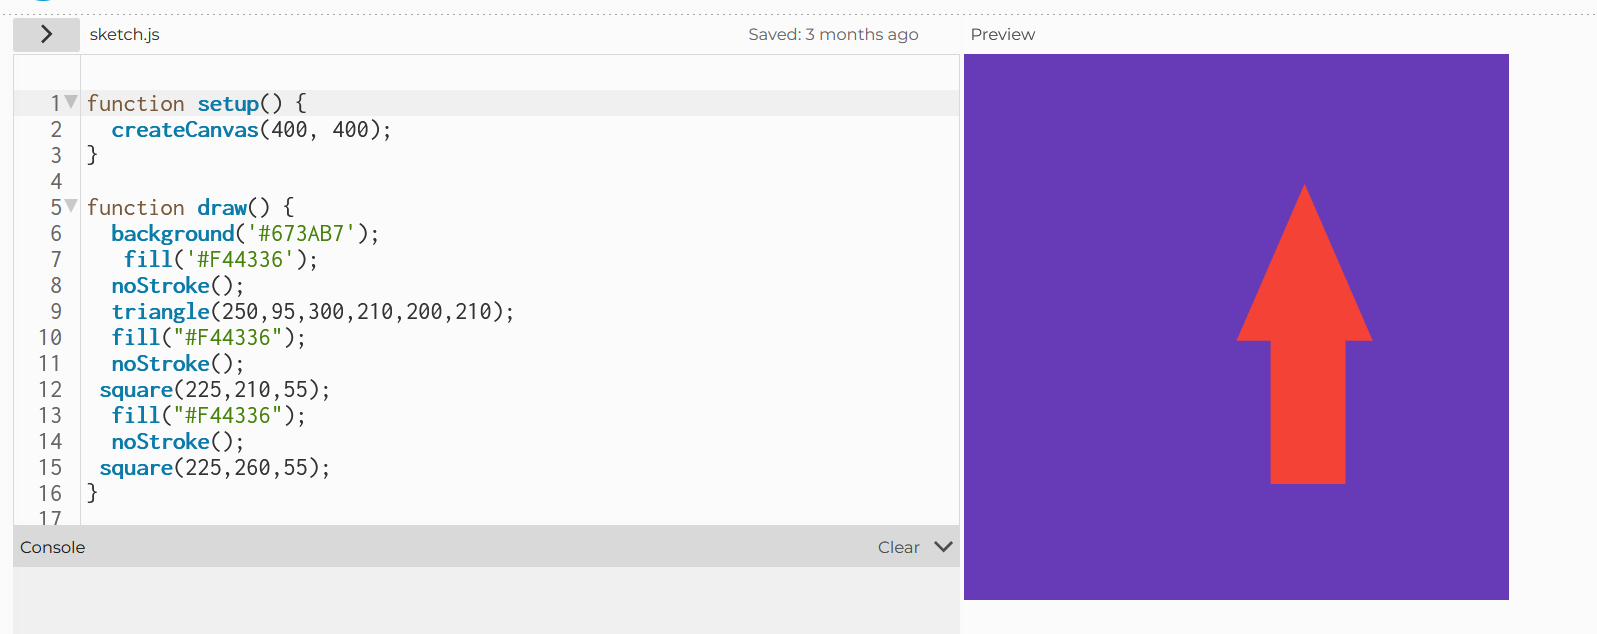 sketch.js
Saved: 3 months ago
Preview
1 function setup() {
2 createCanvas(400, 400);
3 }
4
5 function draw() {
6 background('#673AB7');
7 fill('#F44336');
8 noStroke();
9 triangle(250,95,300,210,200,210);
10 fill("#F44336");
11 noStroke();
12 square(225,210,55);
13 fill("#F44336");
14 noStroke();
15 square(225,260,55);
16 }
17
Console
Clear